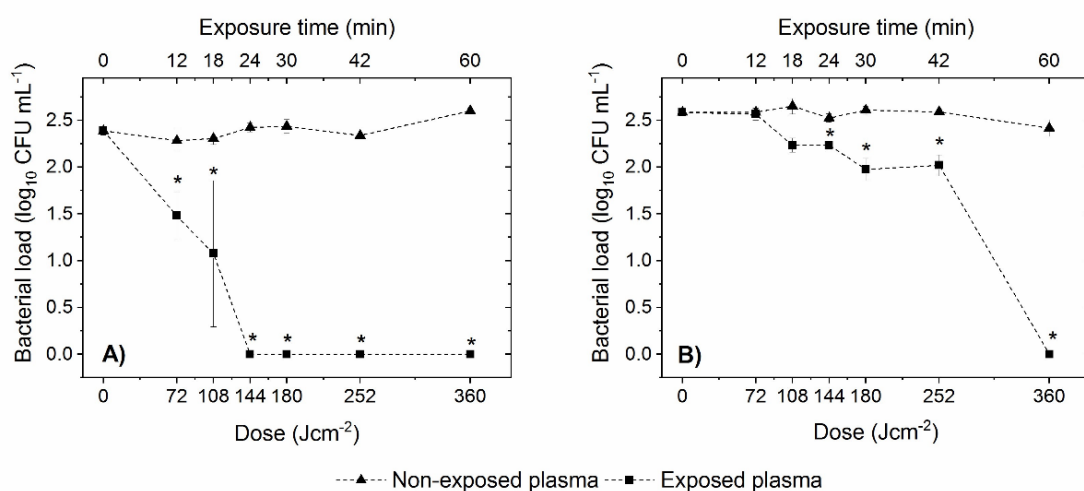 Exposure time (min)
0 12 18 24 30 42 60
Bacterial load (log₁₀ CFU mL⁻¹)
2.5
2.0
1.5
1.0
0.5
0.0
* * * * * *
A)
0 72 108 144 180 252 360
Dose (Jcm⁻²)
Exposure time (min)
0 12 18 24 30 42 60
Bacterial load (log₁₀ CFU mL⁻¹)
2.5
2.0
1.5
1.0
0.5
0.0
* * * *
B)
0 72 108 144 180 252 360
Dose (Jcm⁻²)
Non-exposed plasma Exposed plasma